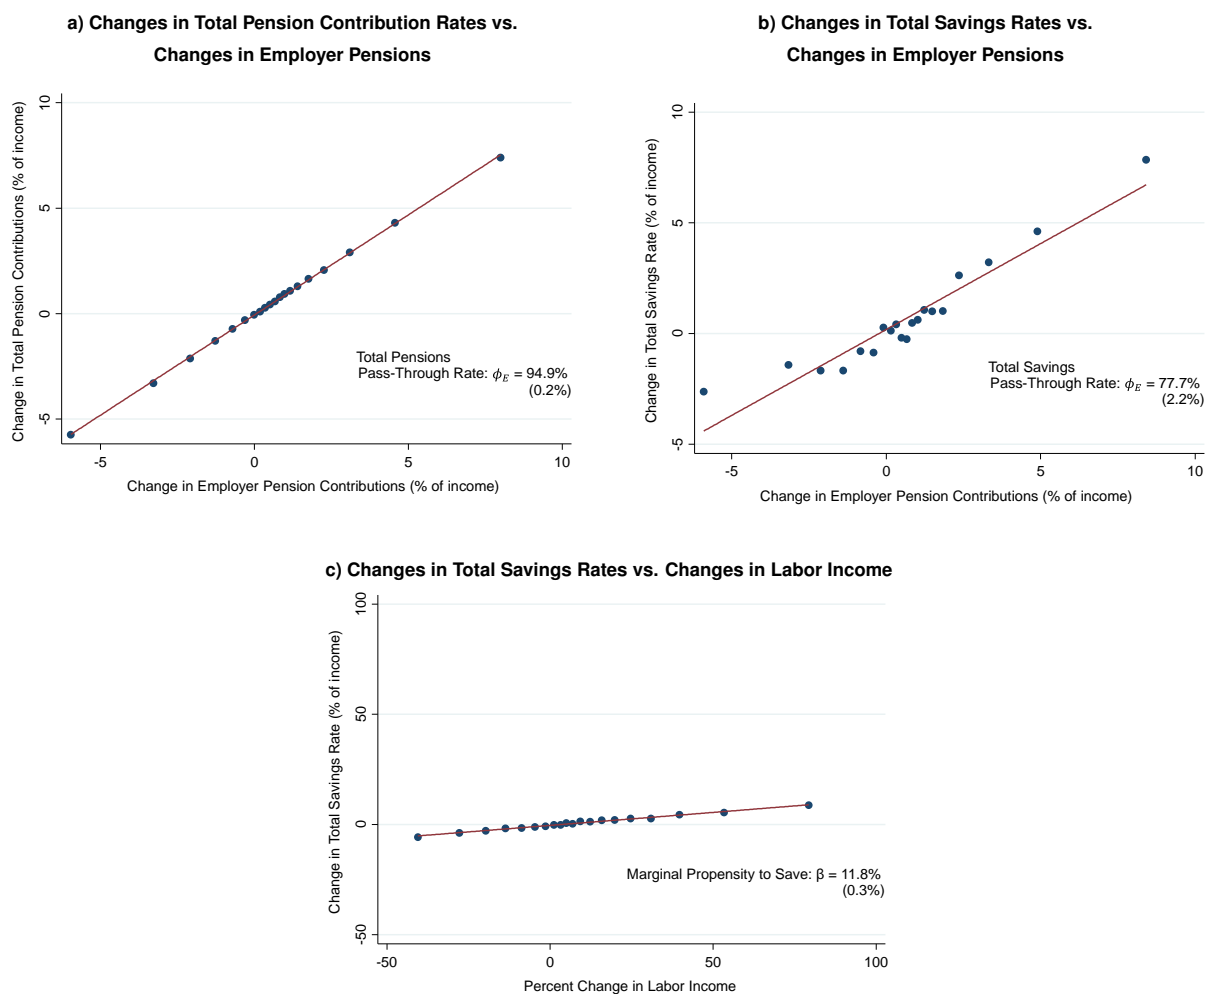 a) Changes in Total Pension Contribution Rates vs.
Changes in Employer Pensions
Change in Total Pension Contributions (% of income)
10
5
0
-5
Total Pensions
Pass-Through Rate: ϕE = 94.9%
(0.2%)
-5 0 5 10
Change in Employer Pension Contributions (% of income)
b) Changes in Total Savings Rates vs.
Changes in Employer Pensions
Change in Total Savings Rate (% of income)
10
5
0
-5
Total Savings
Pass-Through Rate: ϕE = 77.7%
(2.2%)
-5 0 5 10
Change in Employer Pension Contributions (% of income)
c) Changes in Total Savings Rates vs. Changes in Labor Income
Change in Total Savings Rate (% of income)
100
50
0
-50
Marginal Propensity to Save: β = 11.8%
(0.3%)
-50 0 50 100
Percent Change in Labor Income